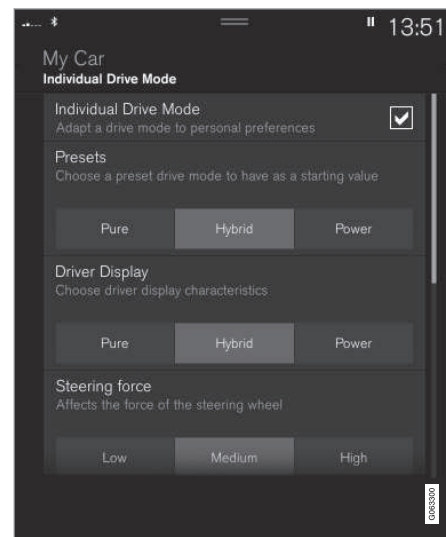 13:51
My Car
Individual Drive Mode
Individual Drive Mode
Adapt a drive mode to personal preferences
Presets
Choose a preset drive mode to have as a starting value
Pure Hybrid Power
Driver Display
Choose driver display characteristics
Pure Hybrid Power
Steering force
Affects the force of the steering wheel
Low Medium High
G063300